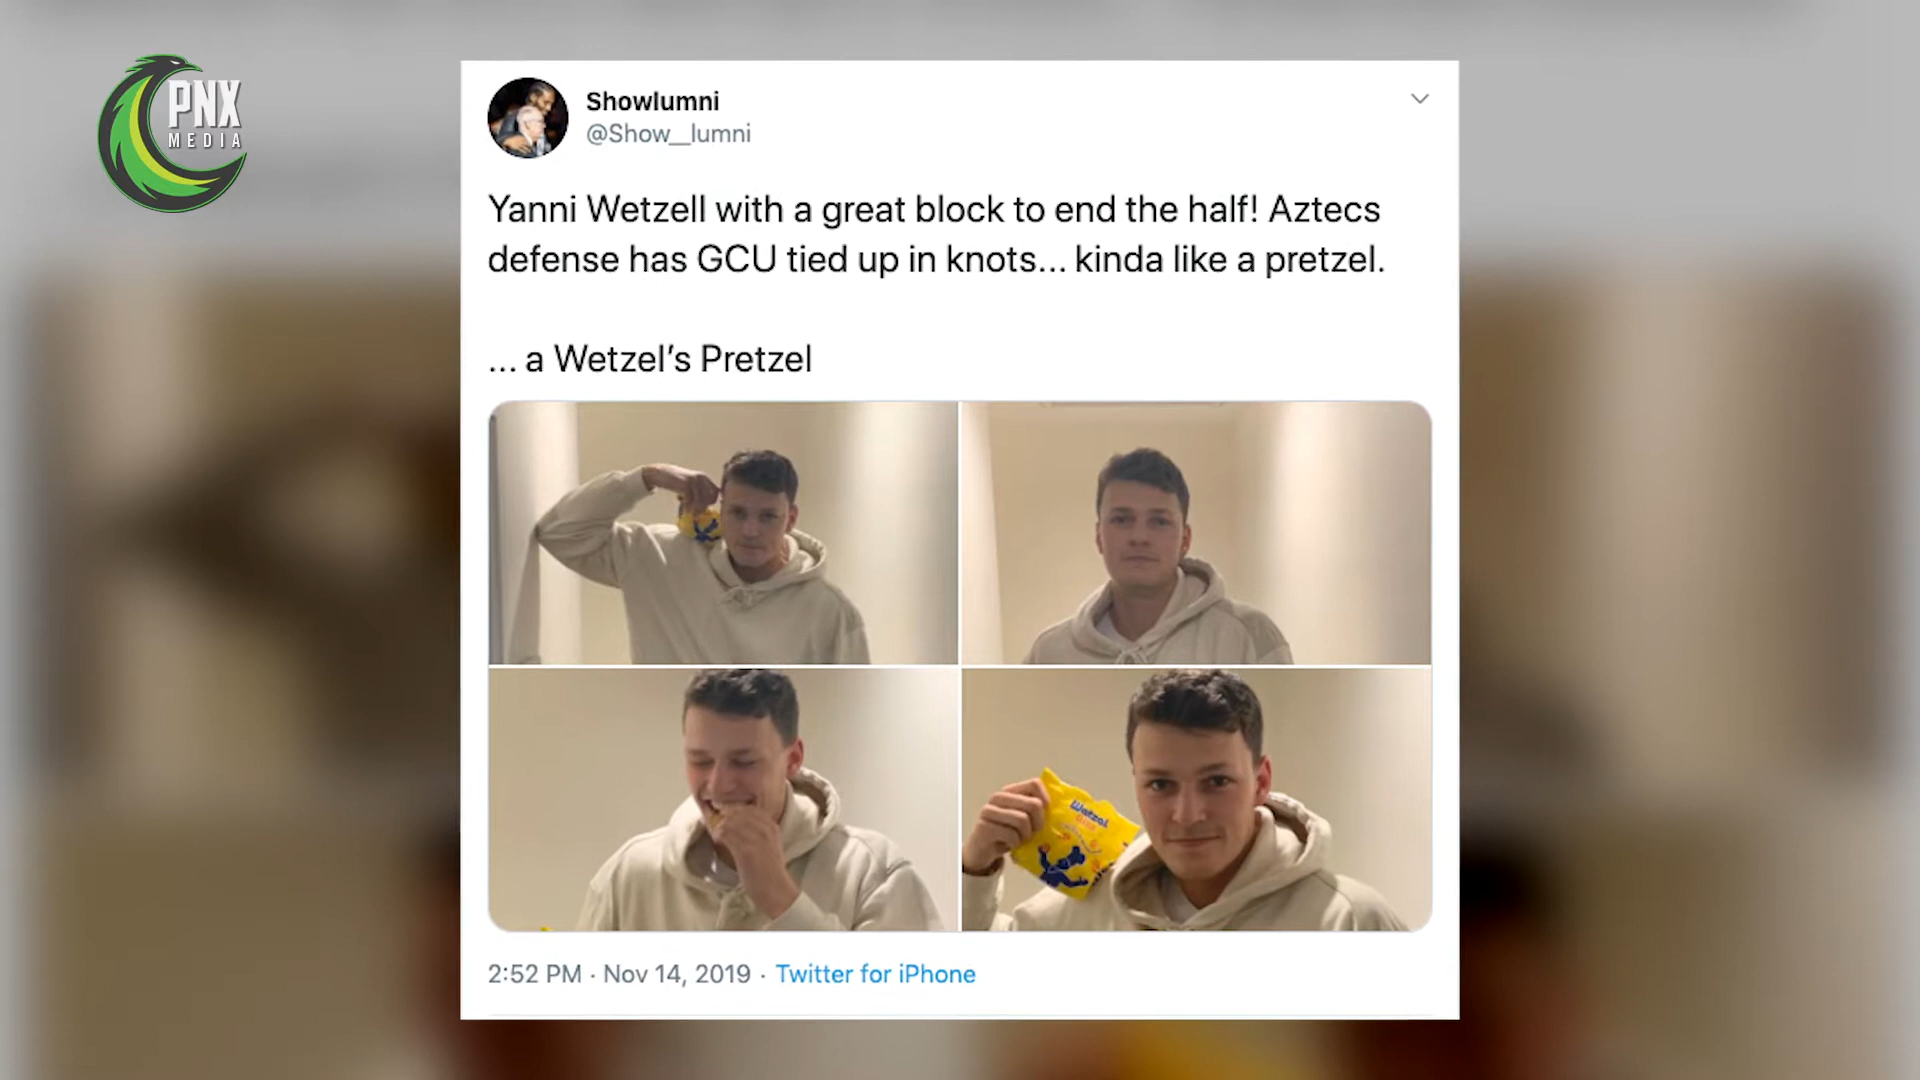 PNX
MEDIA
Showlumni
@Show__lumni
Yanni Wetzell with a great block to end the half! Aztecs
defense has GCU tied up in knots... kinda like a pretzel.
... a Wetzel's Pretzel
Wetzel
2:52 PM · Nov 14, 2019 · Twitter for iPhone